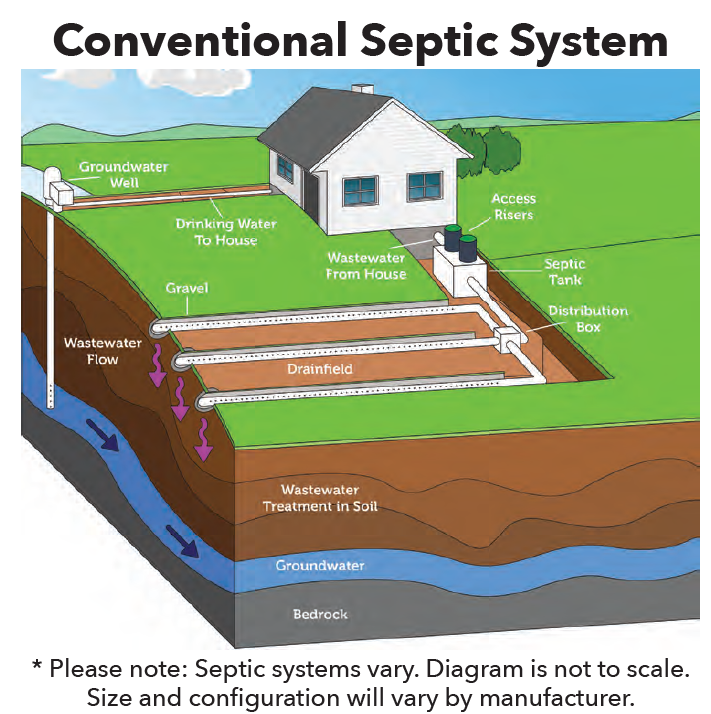 Conventional Septic System
Groundwater
Well
Drinking Water
To House
Access
Risers
Wastewater
From House
Septic
Tank
Gravel
Distribution
Box
Wastewater
Flow
Drainfield
Wastewater
Treatment in Soil
Groundwater
Bedrock
* Please note: Septic systems vary. Diagram is not to scale.
Size and configuration will vary by manufacturer.